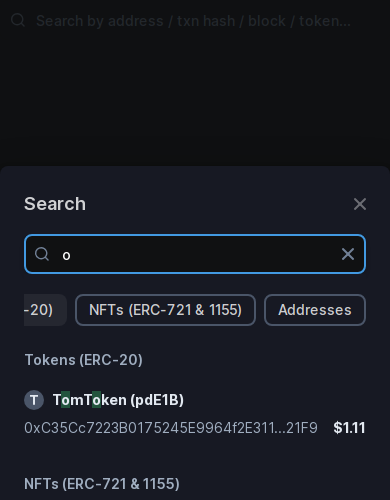 Search by address / txn hash / block / token...
Search
o
-20)
NFTs (ERC-721 & 1155)
Addresses
Tokens (ERC-20)
T
TomToken (pdE1B)
0xC35Cc7223B0175245E9964f2E311...21F9
$1.11
NFTs (ERC-721 & 1155)